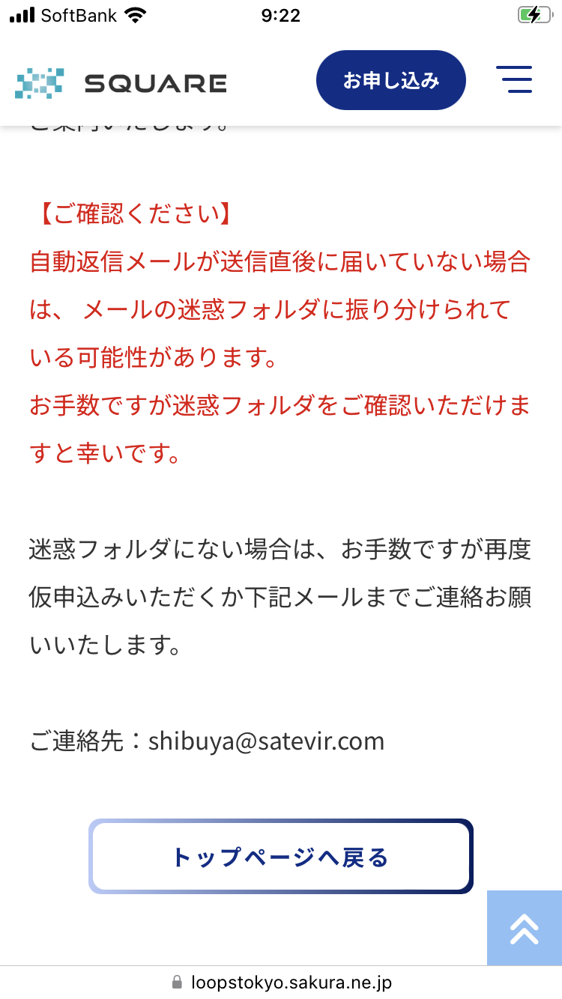 SoftBank 9:22
SQUARE お申し込み
ご案内いたします。
【ご確認ください】
自動返信メールが送信直後に届いていない場合
は、 メールの迷惑フォルダに振り分けられて
いる可能性があります。
お手数ですが迷惑フォルダをご確認いただけま
すと幸いです。
迷惑フォルダにない場合は、お手数ですが再度
仮申込みいただくか下記メールまでご連絡お願
いいたします。
ご連絡先：shibuya@satevir.com
トップページへ戻る
loopstokyo.sakura.ne.jp